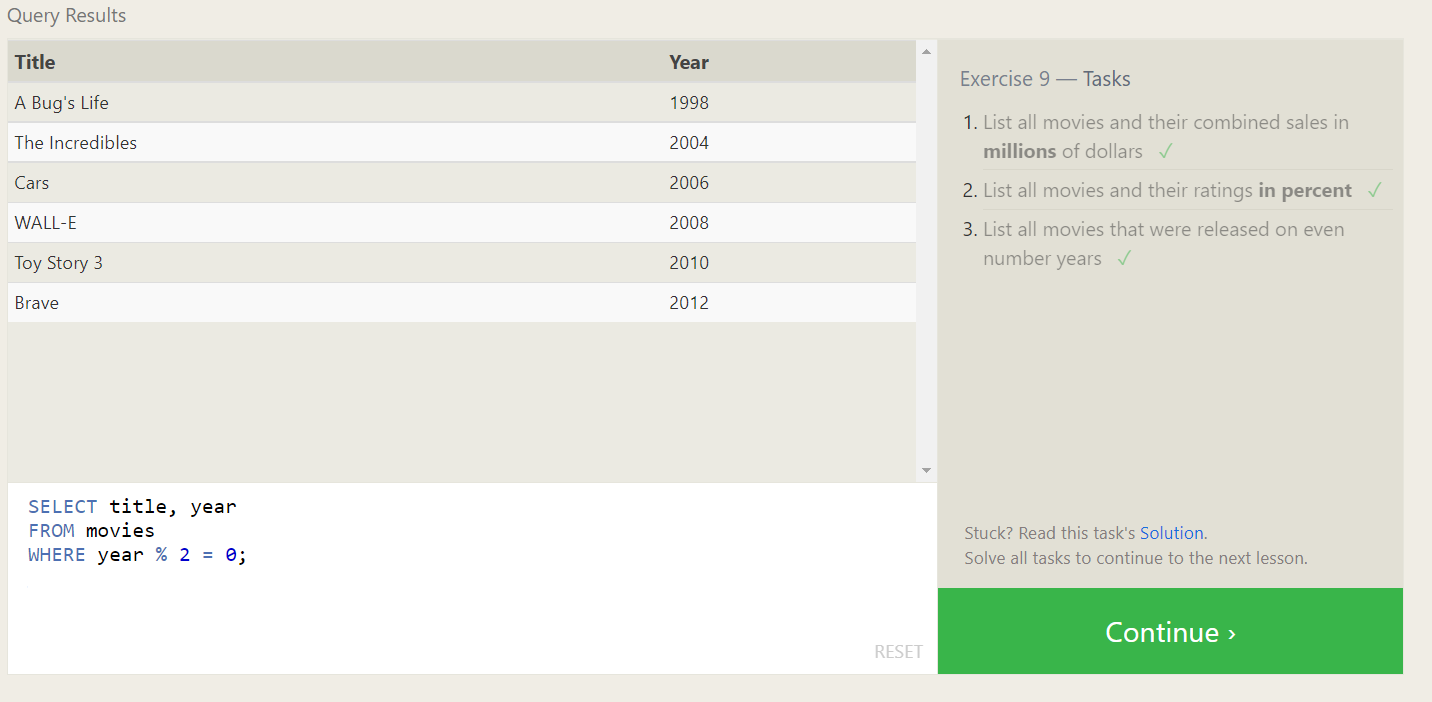 Query Results
Title Year
A Bug's Life 1998
The Incredibles 2004
Cars 2006
WALL-E 2008
Toy Story 3 2010
Brave 2012
SELECT title, year
FROM movies
WHERE year % 2 = 0;
RESET
Exercise 9 — Tasks
1. List all movies and their combined sales in
millions of dollars ✓
2. List all movies and their ratings in percent ✓
3. List all movies that were released on even
number years ✓
Stuck? Read this task's Solution.
Solve all tasks to continue to the next lesson.
Continue ›